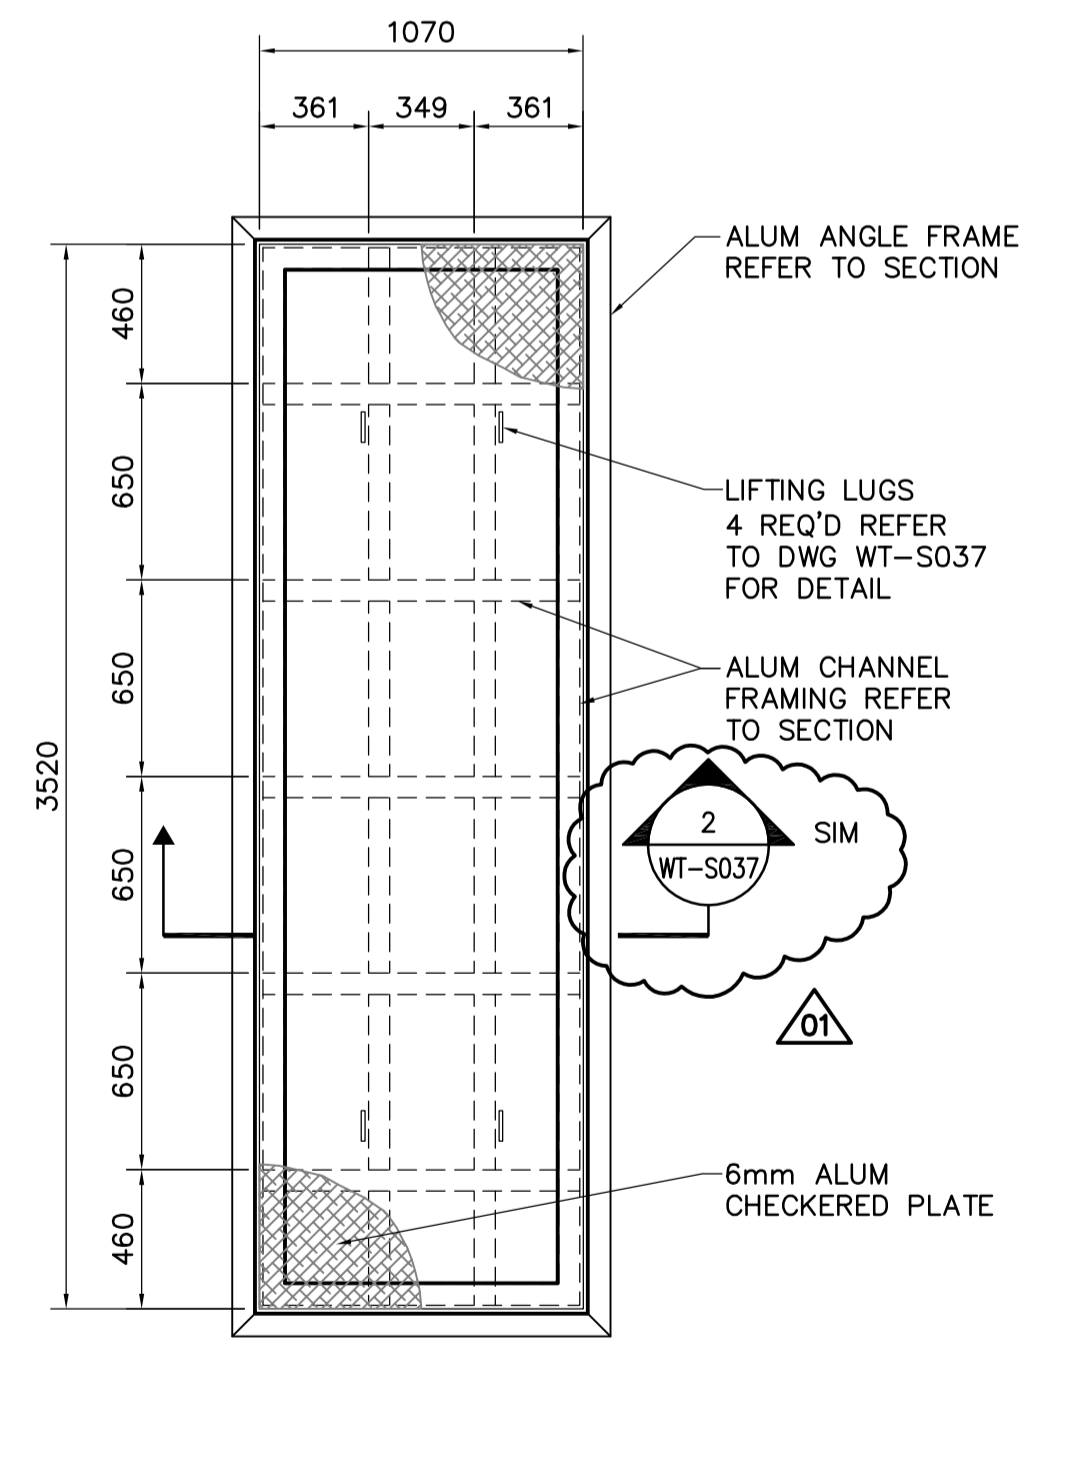 1070
361 349 361
ALUM ANGLE FRAME
REFER TO SECTION
460
650
LIFTING LUGS
4 REQ'D REFER
TO DWG WT-S037
FOR DETAIL
650
ALUM CHANNEL
FRAMING REFER
TO SECTION
3520
2
WT-S037
SIM
650
01
650
6mm ALUM
CHECKERED PLATE
460